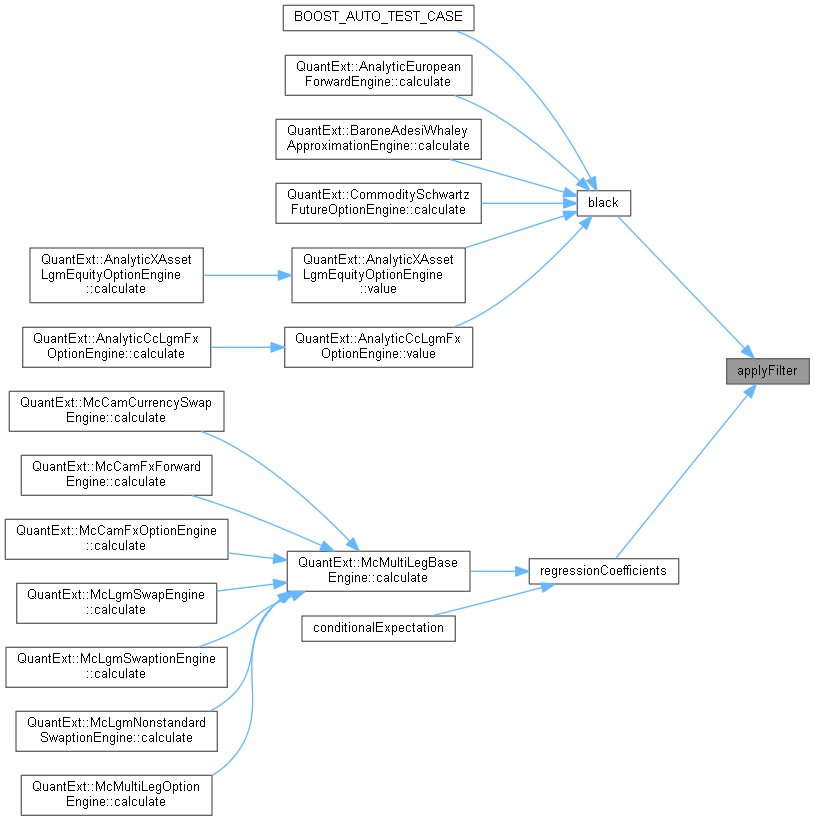 BOOST_AUTO_TEST_CASE
QuantExt::AnalyticEuropean
ForwardEngine::calculate
QuantExt::BaroneAdesiWhaley
ApproximationEngine::calculate
QuantExt::CommoditySchwartz
FutureOptionEngine::calculate
black
QuantExt::AnalyticXAsset
LgmEquityOptionEngine
::calculate
QuantExt::AnalyticXAsset
LgmEquityOptionEngine
::value
QuantExt::AnalyticCcLgmFx
OptionEngine::calculate
QuantExt::AnalyticCcLgmFx
OptionEngine::value
applyFilter
QuantExt::McCamCurrencySwap
Engine::calculate
QuantExt::McCamFxForward
Engine::calculate
QuantExt::McCamFxOptionEngine
::calculate
QuantExt::McLgmSwapEngine
::calculate
QuantExt::McLgmSwaptionEngine
::calculate
QuantExt::McLgmNonstandard
SwaptionEngine::calculate
QuantExt::McMultiLegOption
Engine::calculate
QuantExt::McMultiLegBase
Engine::calculate
conditionalExpectation
regressionCoefficients